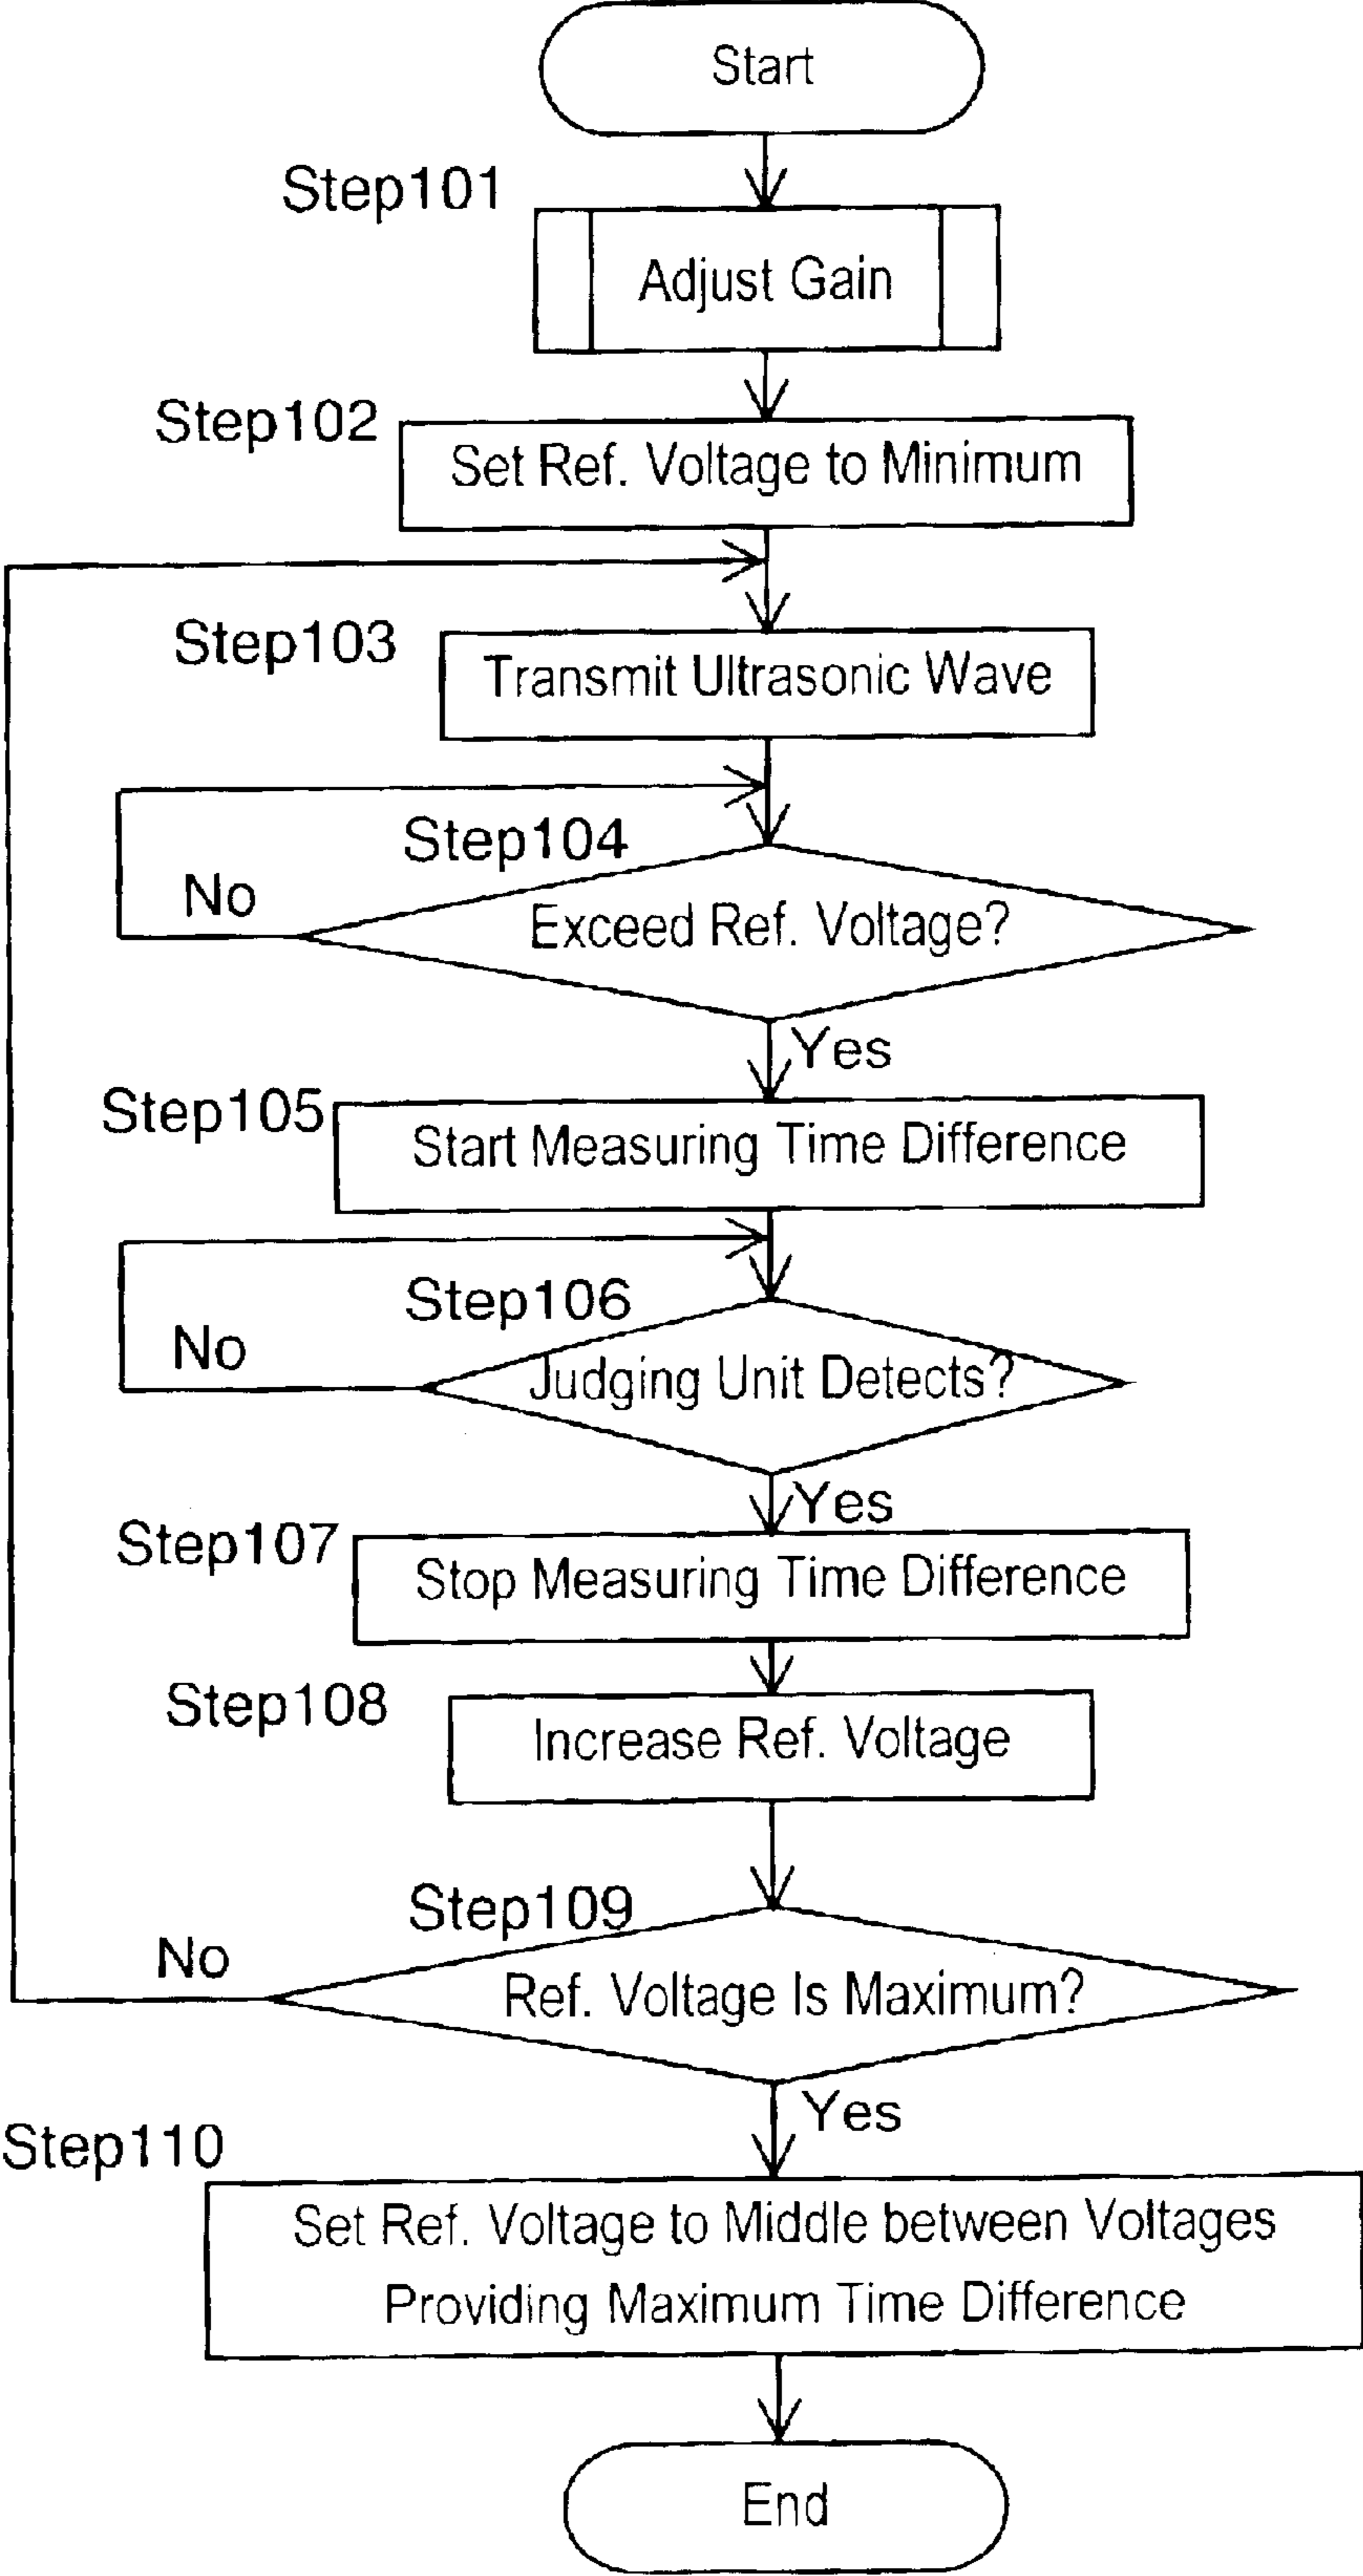 Start
Step101
Adjust Gain
Step102
Set Ref. Voltage to Minimum
Step103
Transmit Ultrasonic Wave
Step104
No
Exceed Ref. Voltage?
Yes
Step105
Start Measuring Time Difference
Step106
No
Judging Unit Detects?
Yes
Step107
Stop Measuring Time Difference
Step108
Increase Ref. Voltage
Step109
No
Ref. Voltage Is Maximum?
Yes
Step110
Set Ref. Voltage to Middle between Voltages
Providing Maximum Time Difference
End